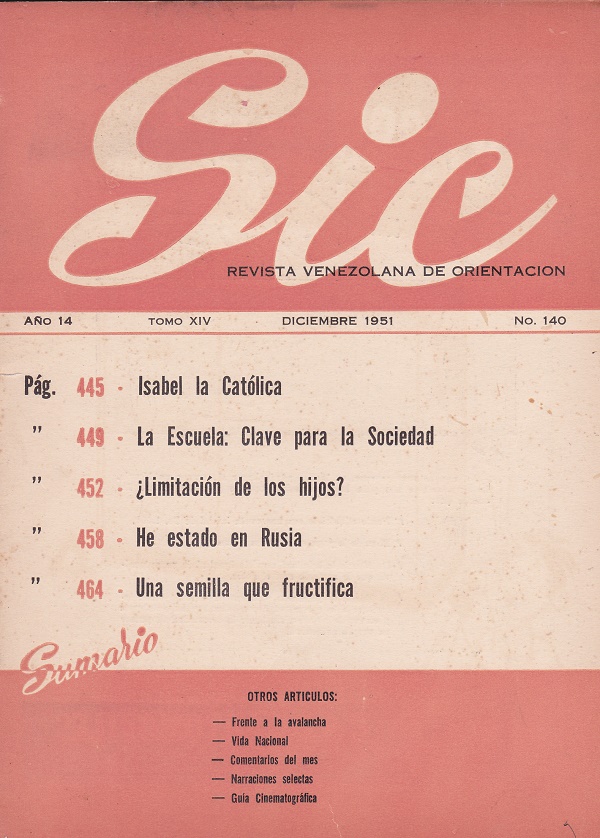 Sic
REVISTA VENEZOLANA DE ORIENTACION
AÑO 14 TOMO XIV DICIEMBRE 1951 No. 140
Pág. 445 - Isabel la Católica
" 449 - La Escuela: Clave para la Sociedad
" 452 - ¿Limitación de los hijos?
" 458 - He estado en Rusia
" 464 - Una semilla que fructifica
Sumario
OTROS ARTICULOS:
— Frente a la avalancha
— Vida Nacional
— Comentarios del mes
— Narraciones selectas
— Guía Cinematográfica